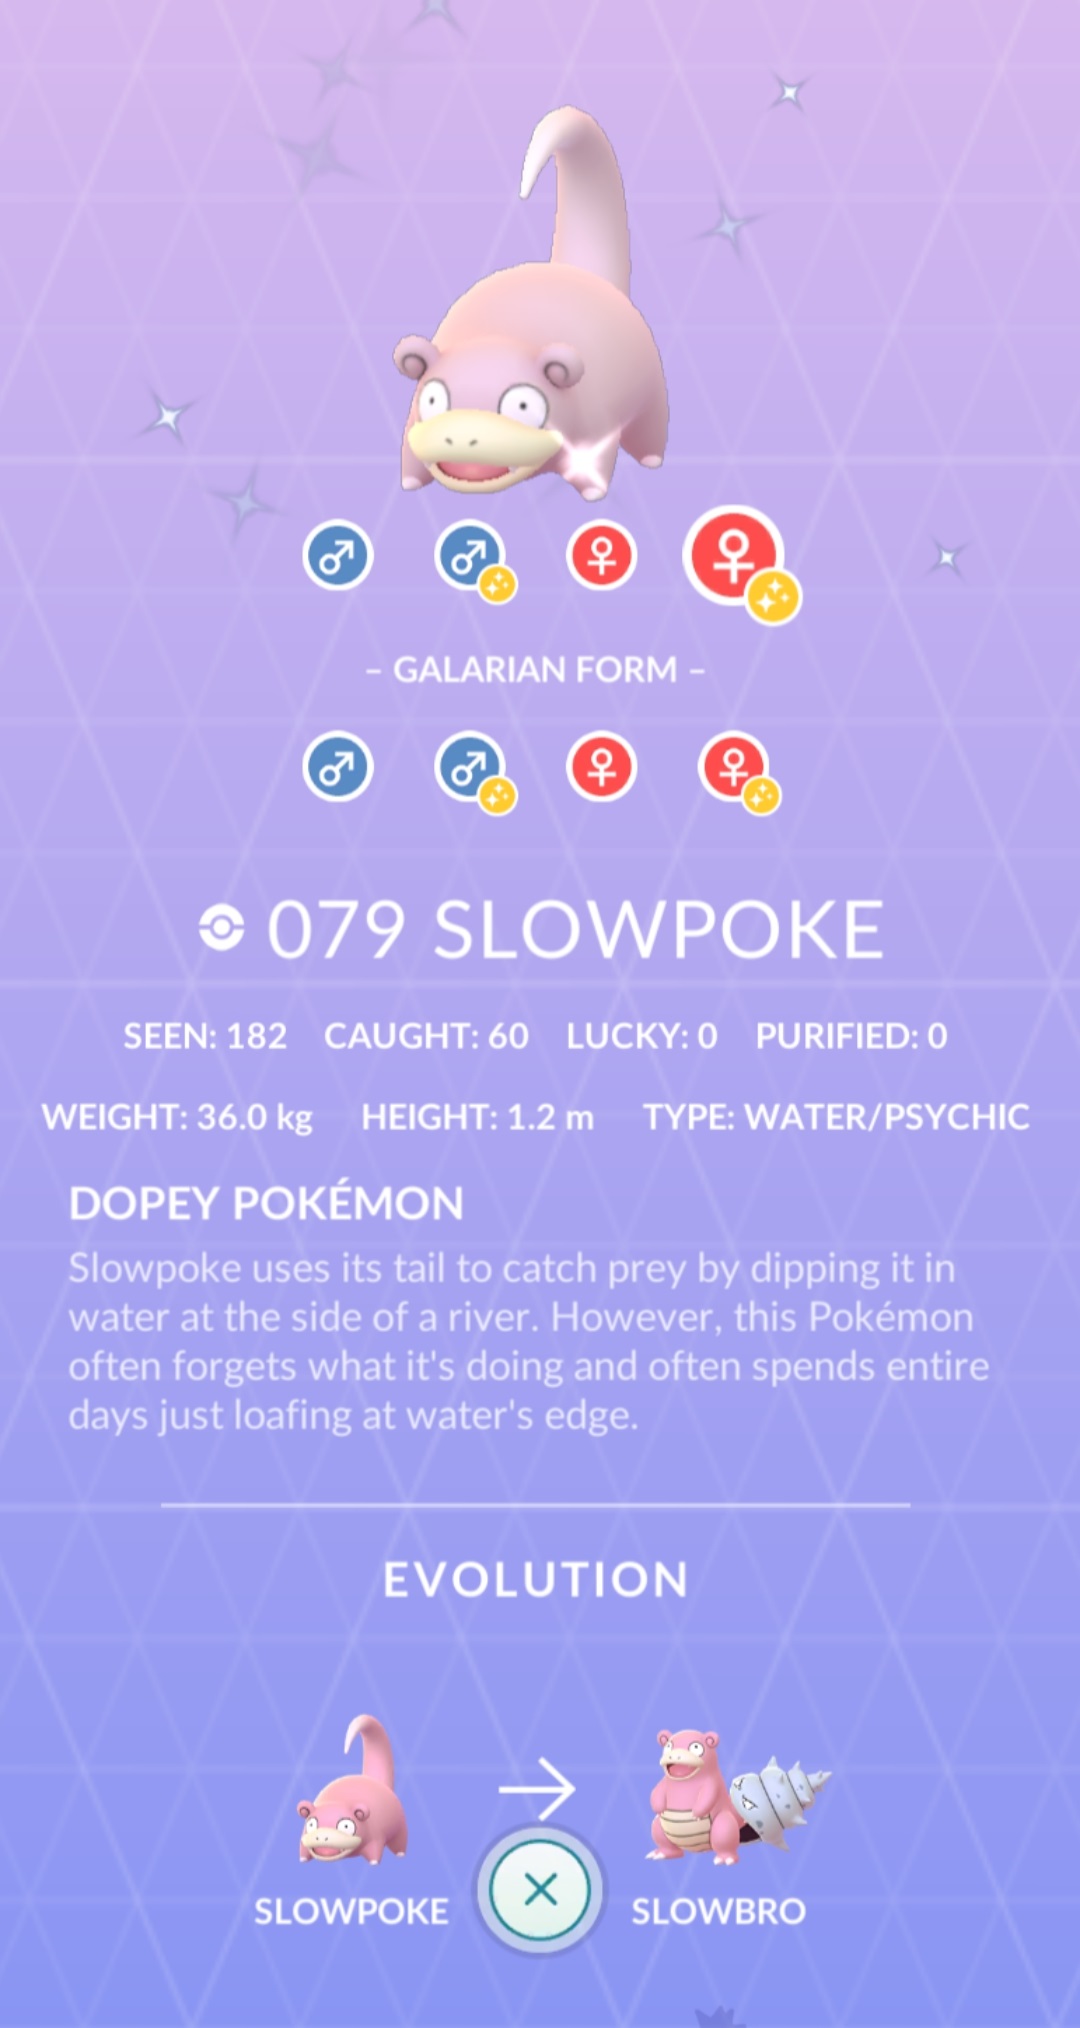 – GALARIAN FORM –
079 SLOWPOKE
SEEN: 182 CAUGHT: 60 LUCKY: 0 PURIFIED: 0
WEIGHT: 36.0 kg HEIGHT: 1.2 m TYPE: WATER/PSYCHIC
DOPEY POKÉMON
Slowpoke uses its tail to catch prey by dipping it in
water at the side of a river. However, this Pokémon
often forgets what it's doing and often spends entire
days just loafing at water's edge.
EVOLUTION
SLOWPOKE SLOWBRO